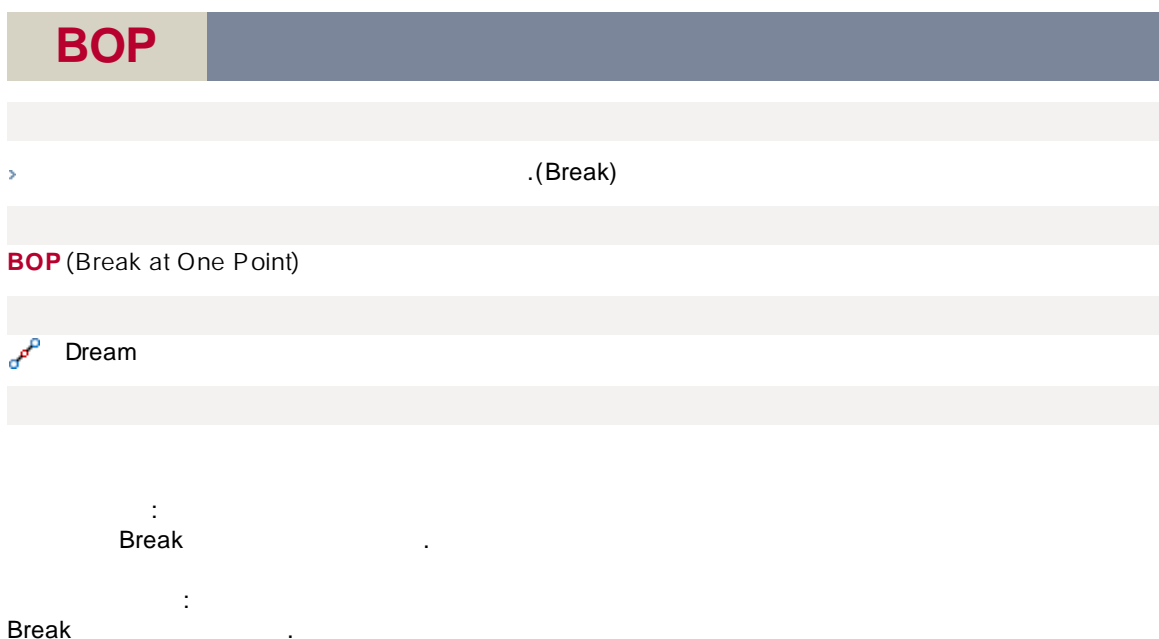 BOP
.(Break)
BOP (Break at One Point)
Dream
:
Break .
:
Break .